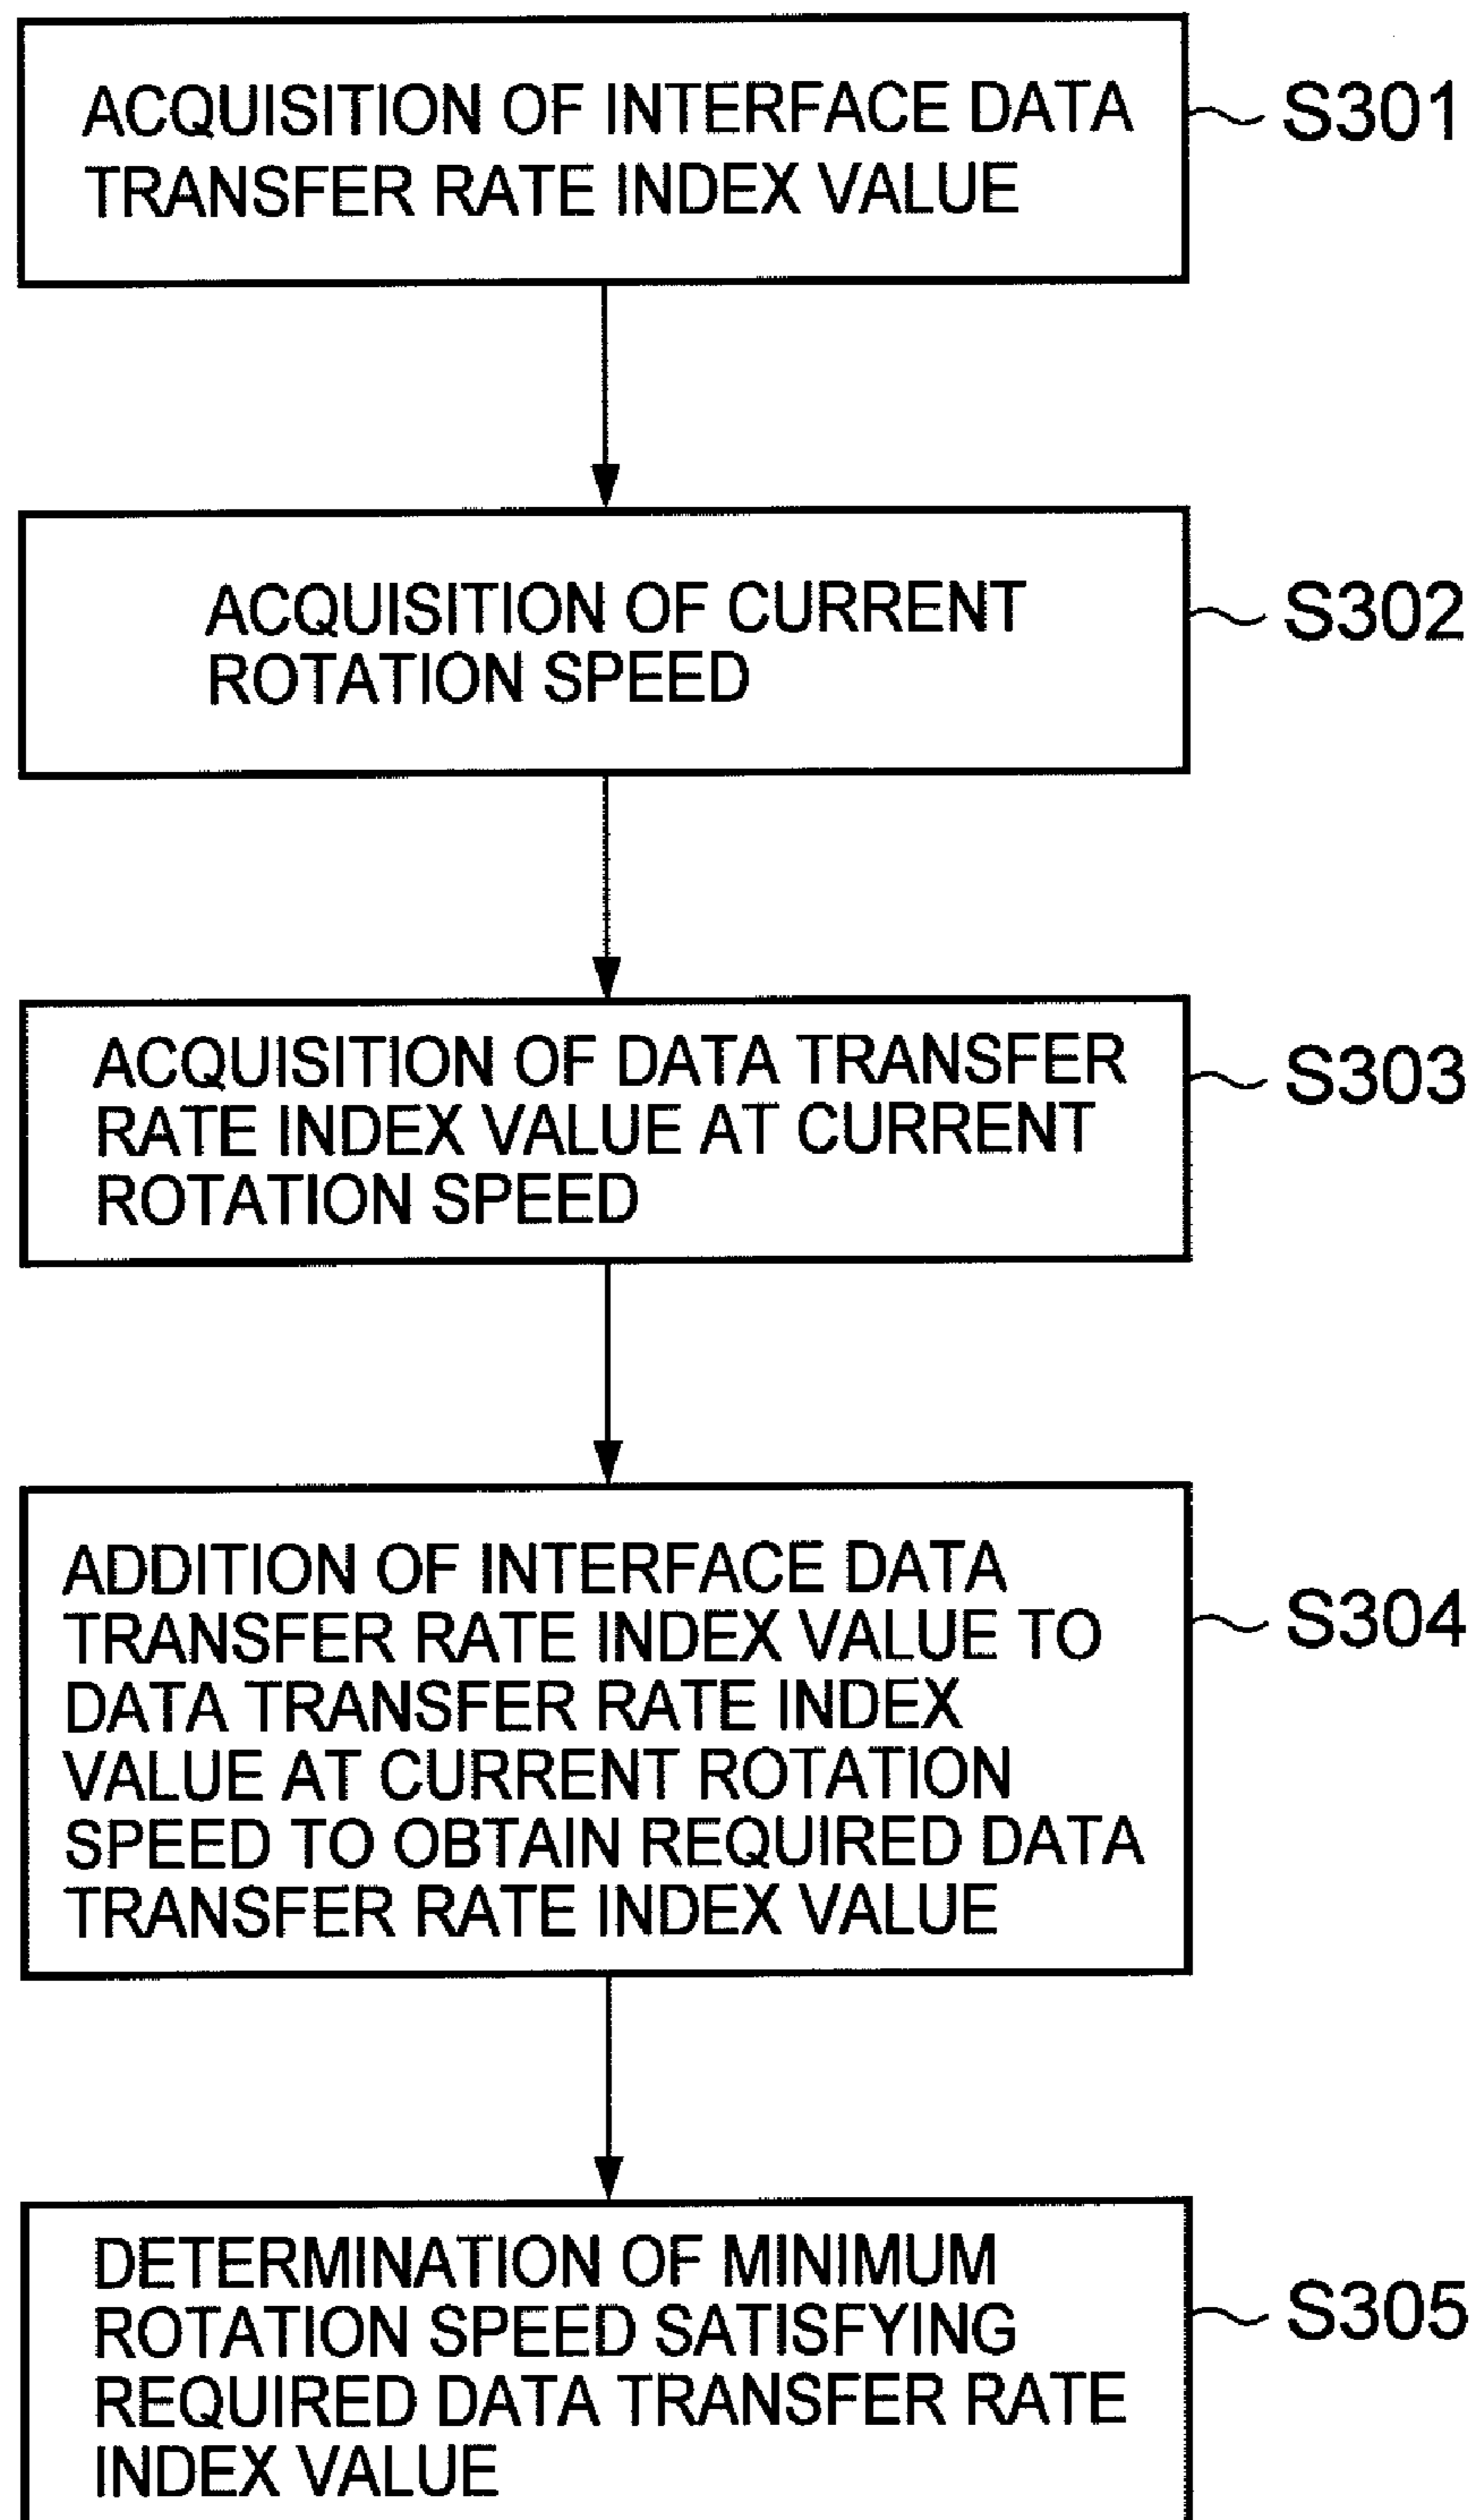 ACQUISITION OF INTERFACE DATA
TRANSFER RATE INDEX VALUE
S301
ACQUISITION OF CURRENT
ROTATION SPEED
S302
ACQUISITION OF DATA TRANSFER
RATE INDEX VALUE AT CURRENT
ROTATION SPEED
S303
ADDITION OF INTERFACE DATA
TRANSFER RATE INDEX VALUE TO
DATA TRANSFER RATE INDEX
VALUE AT CURRENT ROTATION
SPEED TO OBTAIN REQUIRED DATA
TRANSFER RATE INDEX VALUE
S304
DETERMINATION OF MINIMUM
ROTATION SPEED SATISFYING
REQUIRED DATA TRANSFER RATE
INDEX VALUE
S305